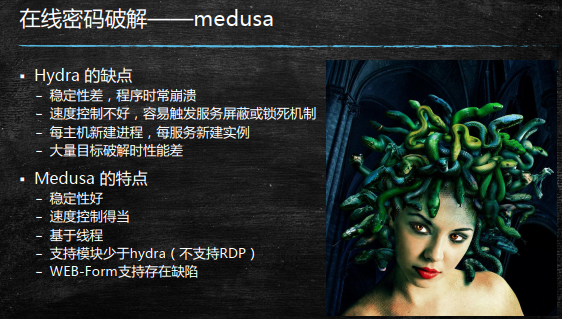 在线密码破解——medusa
▪ Hydra 的缺点
– 稳定性差，程序时常崩溃
– 速度控制不好，容易触发服务屏蔽或锁死机制
– 每主机新建进程，每服务新建实例
– 大量目标破解时性能差
▪ Medusa 的特点
– 稳定性好
– 速度控制得当
– 基于线程
– 支持模块少于hydra（不支持RDP）
– WEB-Form支持存在缺陷